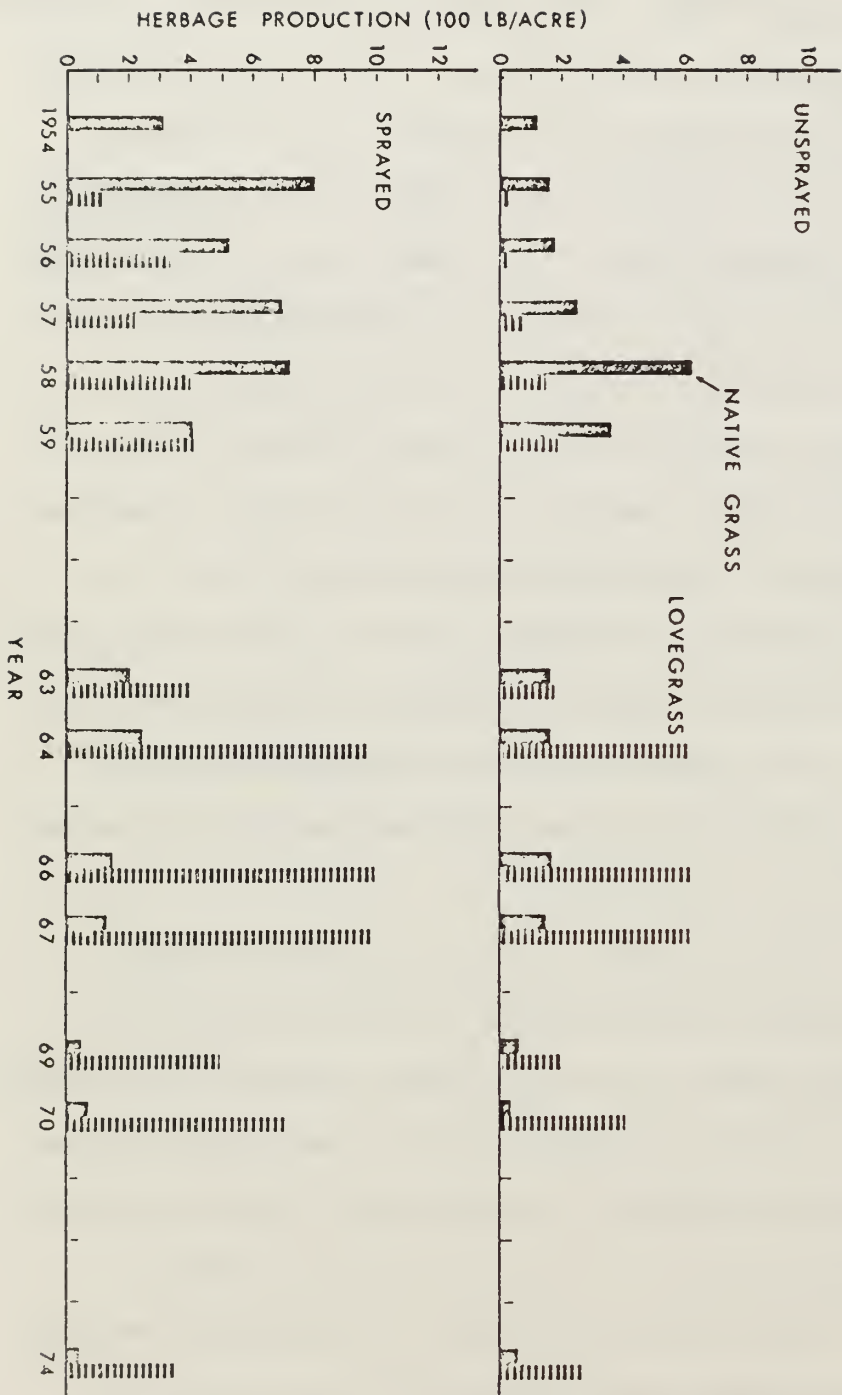 HERBAGE PRODUCTION (100 LB/ACRE)
UNSPRAYED
10
8
6
4
2
0
NATIVE GRASS
LOVEGRASS
SPRAYED
12
10
8
6
4
2
0
1954 55 56 57 58 59 63 64 66 67 69 70 74
YEAR